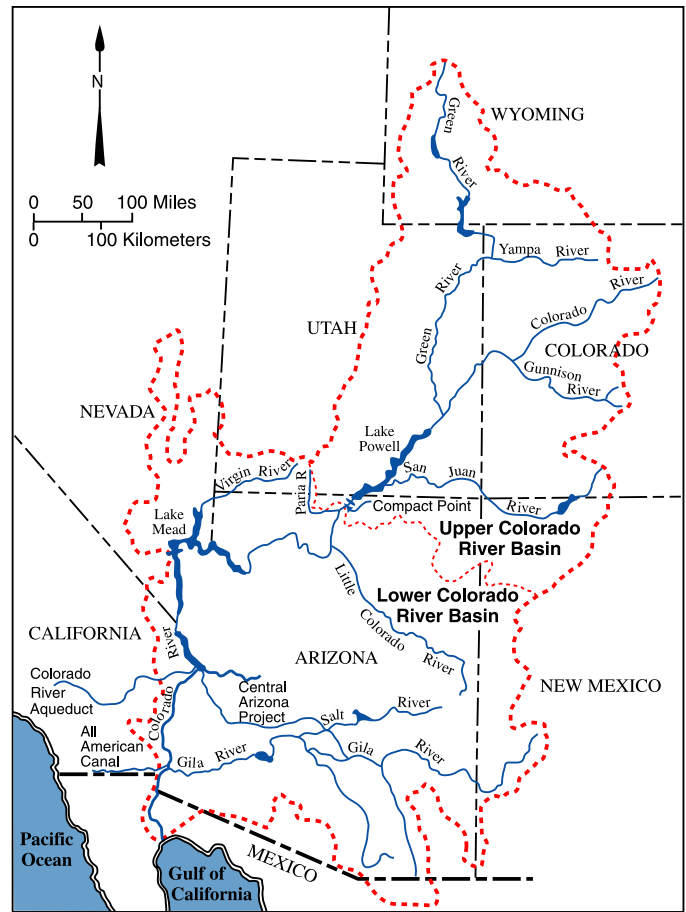 N
0 50 100 Miles
0 100 Kilometers
WYOMING
Green
River
Yampa River
River
Green
Colorado River
COLORADO
Gunnison
River
UTAH
NEVADA
Lake
Powell
San Juan
River
Virgin River
Paria R
Compact Point
Upper Colorado
River Basin
Lake
Mead
Little
Colorado
River
Lower Colorado
River Basin
CALIFORNIA
River
Colorado
ARIZONA
NEW MEXICO
Colorado
River
Aqueduct
Central
Arizona
Project
Salt River
All
American
Canal
Gila River
Gila River
MEXICO
Pacific
Ocean
Gulf of
California